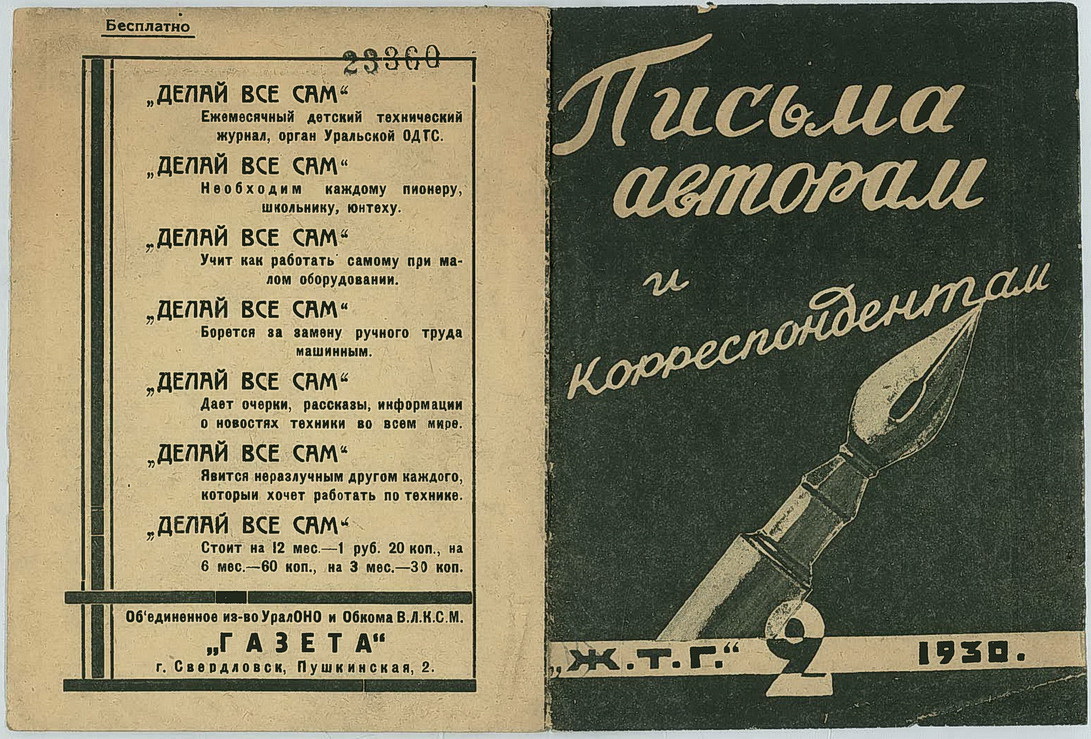 Бесплатно
23360
„ДЕЛАЙ ВСЕ САМ“
Ежемесячный детский технический
журнал, орган Уральской ОДТС.
„ДЕЛАЙ ВСЕ САМ“
Необходим каждому пионеру,
школьнику, юнтеху.
„ДЕЛАЙ ВСЕ САМ“
Учит как работать самому при ма-
лом оборудовании.
„ДЕЛАЙ ВСЕ САМ“
Борется за замену ручного труда
машинным.
„ДЕЛАЙ ВСЕ САМ“
Дает очерки, рассказы, информации
о новостях техники во всем мире.
„ДЕЛАЙ ВСЕ САМ“
Явится неразлучным другом каждого,
которыи хочет работать по технике.
„ДЕЛАЙ ВСЕ САМ“
Стоит на 12 мес.—1 руб. 20 коп., на
6 мес.—60 коп., на 3 мес.—30 коп.
Об'единенное из-во УралОНО и Обкома В.Л.К.С.М.
„ГАЗЕТА“
г. Свердловск, Пушкинская, 2.
Письма
авторам
и
Корреспондентам
„Ж.Т.Г.“ 2 1930.